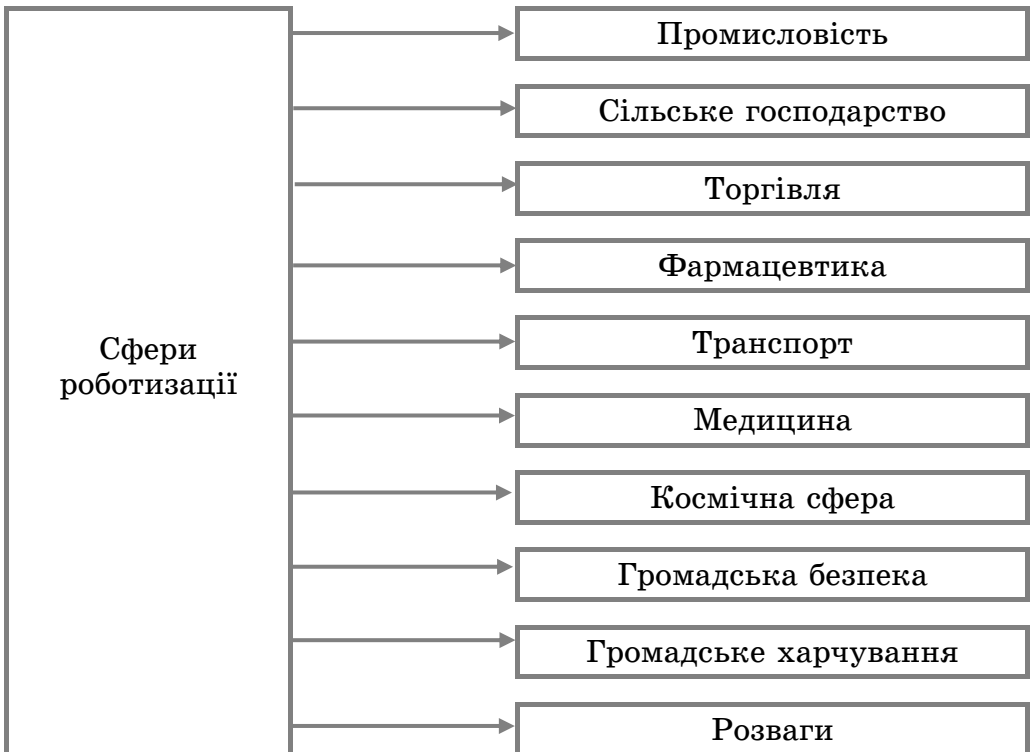 Промисловість
Сільське господарство
Торгівля
Фармацевтика
Сфери
роботизації
Транспорт
Медицина
Космічна сфера
Громадська безпека
Громадське харчування
Розваги